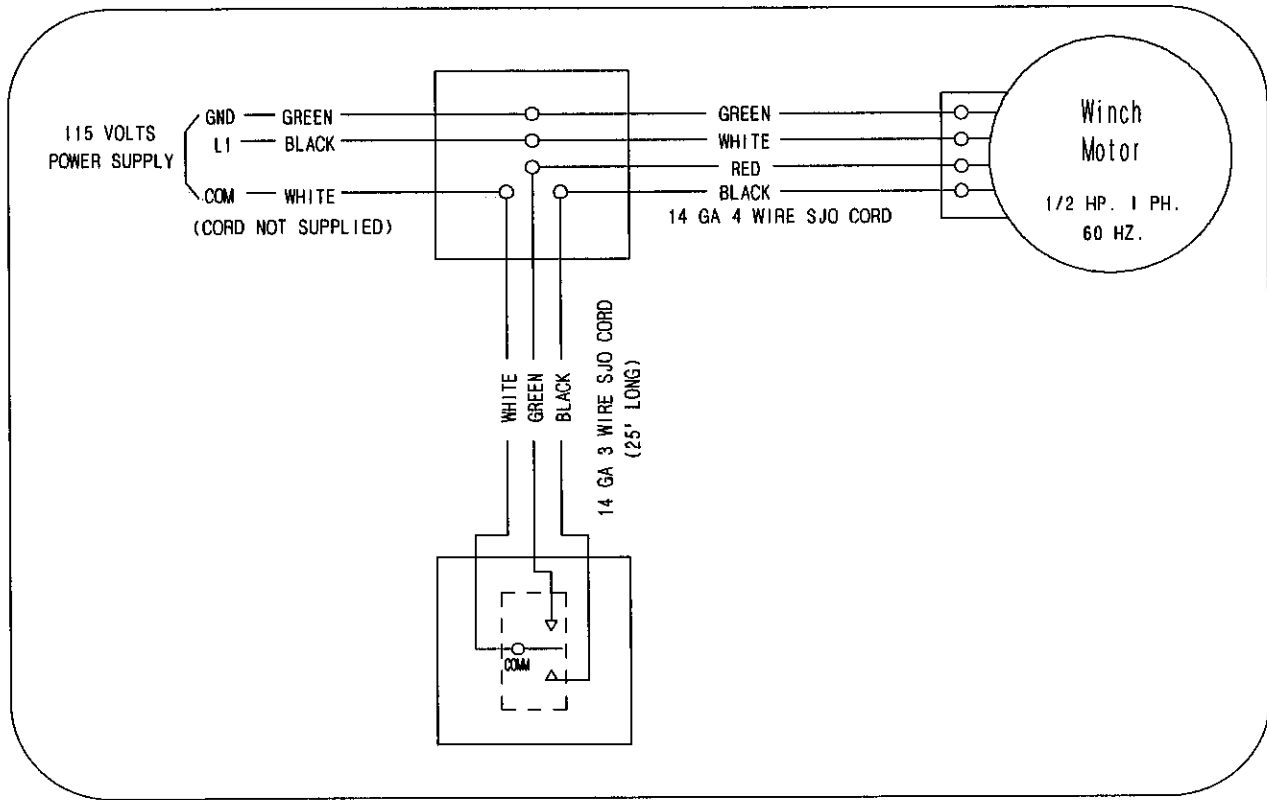 115 VOLTS
POWER SUPPLY
GND
GREEN
L1
BLACK
COM
WHITE
(CORD NOT SUPPLIED)
GREEN
WHITE
RED
BLACK
14 GA 4 WIRE SJO CORD
Winch
Motor
1/2 HP. 1 PH.
60 HZ.
WHITE
GREEN
BLACK
14 GA 3 WIRE SJO CORD
(25' LONG)
COMM